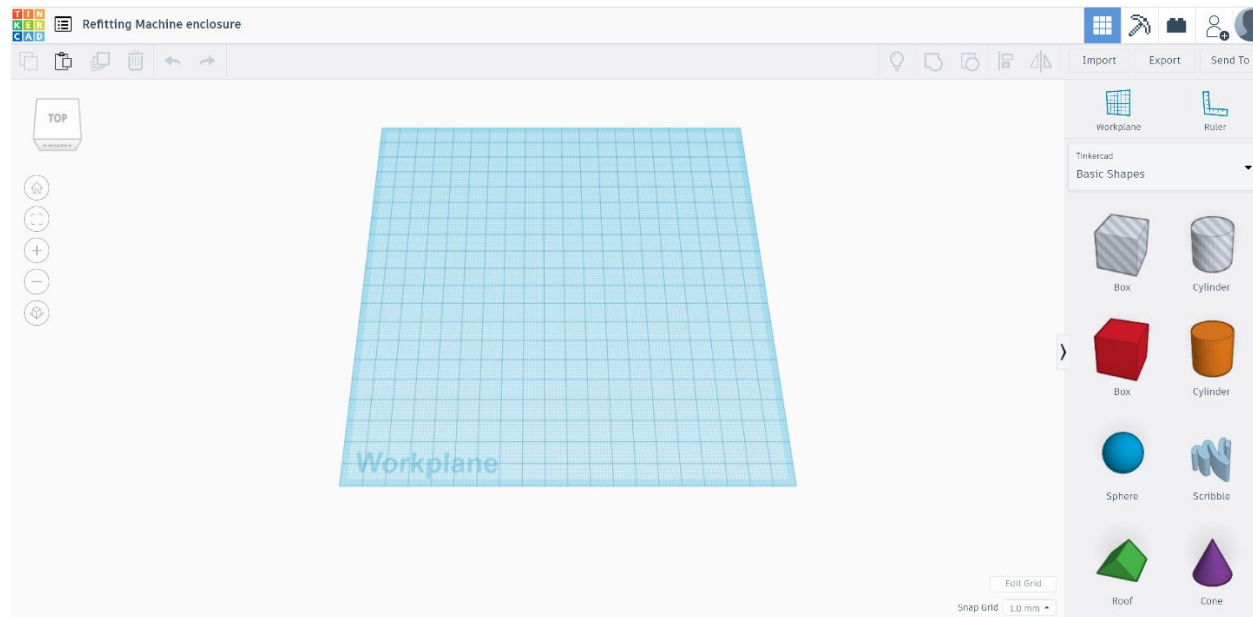 TIN
KER
CAD
Refitting Machine enclosure
Import Export Send To
TOP
FRONT
Workplane Ruler
Tinkercad
Basic Shapes
Box Cylinder
Box Cylinder
Sphere Scribble
Workplane
Edit Grid
Roof Cone
Snap Grid 1.0 mm